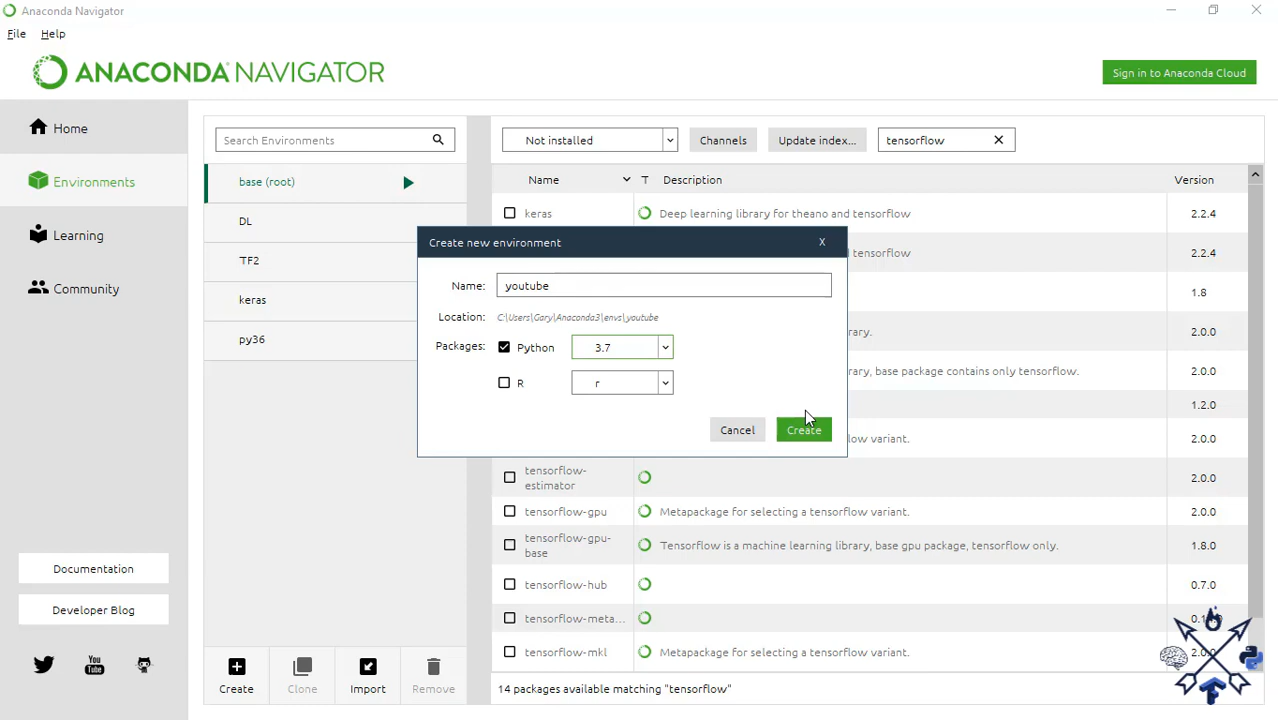 Anaconda Navigator
File Help
ANACONDA NAVIGATOR
Sign in to Anaconda Cloud
Home
Environments
Learning
Community
Documentation
Developer Blog
You Tube
Search Environments
base (root)
DL
TF2
keras
py36
Create Clone Import Remove
Not installed Channels Update index... tensorflow X
Name T Description Version
keras Deep learning library for theano and tensorflow 2.2.4
d tensorflow 2.2.4
1.8
rary. 2.0.0
rary, base package contains only tensorflow. 2.0.0
1.2.0
low variant. 2.0.0
tensorflow-estimator 2.0.0
tensorflow-gpu Metapackage for selecting a tensorflow variant. 2.0.0
tensorflow-gpu-base Tensorflow is a machine learning library, base gpu package, tensorflow only. 1.8.0
tensorflow-hub 0.7.0
tensorflow-meta...
tensorflow-mkl Metapackage for selecting a tensorflow variant. 2.0.0
14 packages available matching "tensorflow"
Create new environment X
Name: youtube
Location: C:\Users\Gary\Anaconda3\envs\youtube
Packages: Python 3.7
R r
Cancel Create